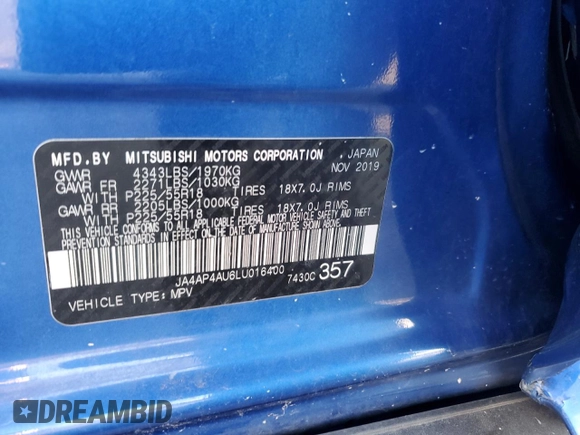 MFD.BY MITSUBISHI MOTORS CORPORATION JAPAN
GVWR 4343LBS/1970KG NOV 2019
GAWR FR 2271LBS/1030KG
WITH P225/55R18 TIRES 18X7.0J RIMS
GAWR RR 2205LBS/1000KG
WITH P225/55R18 TIRES 18X7.0J RIMS
THIS VEHICLE CONFORMS TO ALL APPLICABLE FEDERAL MOTOR VEHICLE SAFETY AND THEFT
PREVENTION STANDARDS IN EFFECT ON THE DATE OF MANUFACTURE SHOWN ABOVE.
JA4AP4AU6LU016400
7430C 357
VEHICLE TYPE: MPV
DREAMBID